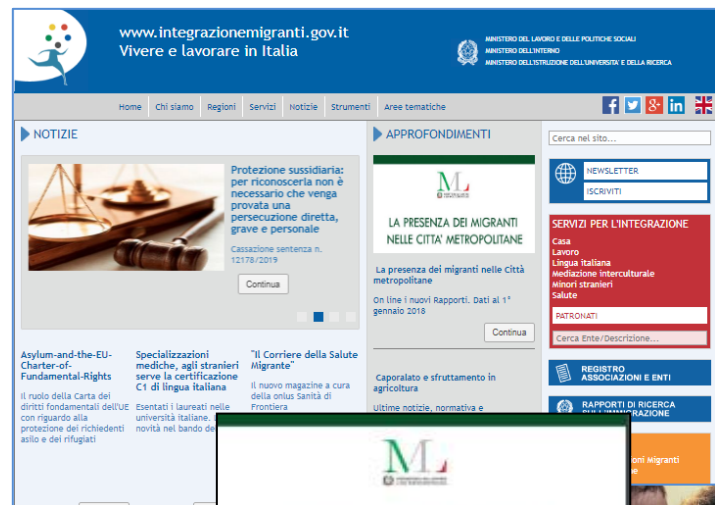 www.integrazionemigranti.gov.it
Vivere e lavorare in Italia
MINISTERO DEL LAVORO E DELLE POLITICHE SOCIALI
MINISTERO DELL'INTERNO
MINISTERO DELL'ISTRUZIONE DELL'UNIVERSITA' E DELLA RICERCA
Home Chi siamo Regioni Servizi Notizie Strumenti Aree tematiche
NOTIZIE
Protezione sussidiaria:
per riconoscerla non è
necessario che venga
provata una
persecuzione diretta,
grave e personale
Cassazione sentenza n.
12178/2019
Continua
Asylum-and-the-EU-
Charter-of-
Fundamental-Rights
Il ruolo della Carta dei
diritti fondamentali dell'UE
con riguardo alla
protezione dei richiedenti
asilo e dei rifugiati
Specializzazioni
mediche, agli stranieri
serve la certificazione
C1 di lingua italiana
Esentati i laureati nelle
università italiane.
novità nel bando de
"Il Corriere della Salute
Migrante"
Il nuovo magazine a cura
della onlus Sanità di
Frontiera
APPROFONDIMENTI
ML
LA PRESENZA DEI MIGRANTI
NELLE CITTA' METROPOLITANE
La presenza dei migranti nelle Città
metropolitane
On line i nuovi Rapporti. Dati al 1°
gennaio 2018
Continua
Caporalato e sfruttamento in
agricoltura
Ultime notizie, normativa e
ML
Cerca nel sito...
NEWSLETTER
ISCRIVITI
SERVIZI PER L'INTEGRAZIONE
Casa
Lavoro
Lingua italiana
Mediazione interculturale
Minori stranieri
Salute
PATRONATI
Cerca Ente/Descrizione...
REGISTRO
ASSOCIAZIONI E ENTI
RAPPORTI DI RICERCA
SULL'IMMIGRAZIONE
oni Migranti